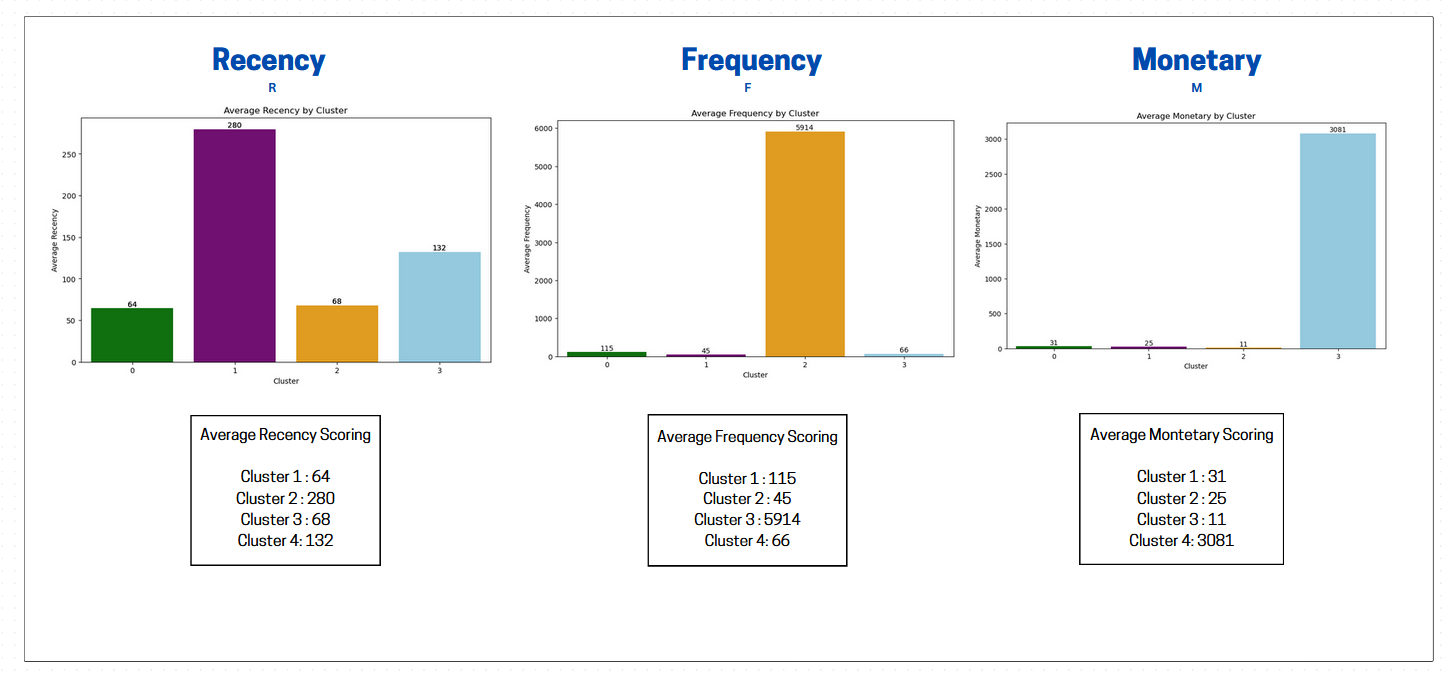 Recency
R
Average Recency by Cluster
280
250
200
150
100
50
0
132
64
68
Average Recency
0 1 2 3
Cluster
Frequency
F
Average Frequency by Cluster
5914
6000
5000
4000
3000
2000
1000
0
115
45
66
Average Frequency
0 1 2 3
Cluster
Monetary
M
Average Monetary by Cluster
3081
3000
2500
2000
1500
1000
500
0
31
25
11
Average Monetary
0 1 2 3
Cluster
Average Recency Scoring
Cluster 1 : 64
Cluster 2 : 280
Cluster 3 : 68
Cluster 4: 132
Average Frequency Scoring
Cluster 1 : 115
Cluster 2 : 45
Cluster 3 : 5914
Cluster 4: 66
Average Montetary Scoring
Cluster 1 : 31
Cluster 2 : 25
Cluster 3 : 11
Cluster 4: 3081